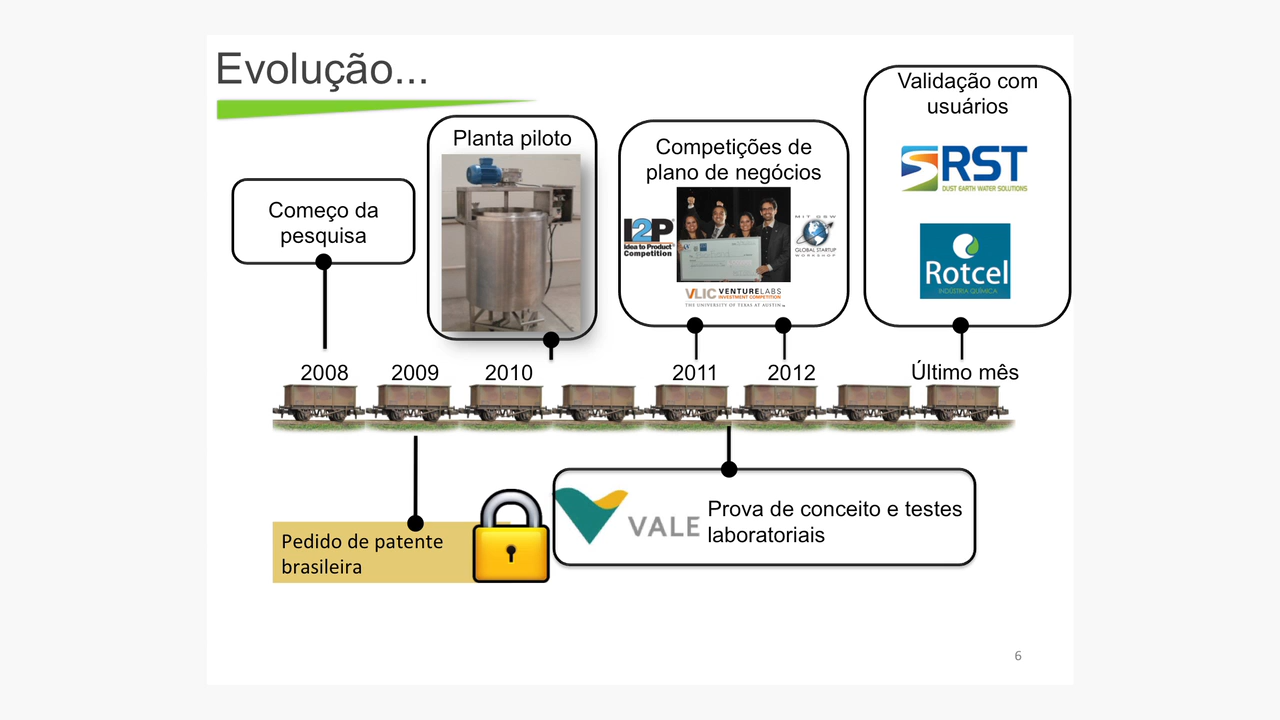 Evolução...
Validação com
usuários
SRST
DUST EARTH WATER SOLUTIONS
Rotcel
INDÚSTRIA QUÍMICA
Planta piloto
Competições de
plano de negócios
I2P
Idea to Product
Competition
MIT GSW
GLOBAL STARTUP
WORKSHOP
VLIC VENTURELABS
INVESTMENT COMPETITION
THE UNIVERSITY OF TEXAS AT AUSTIN
Começo da
pesquisa
2008
2009
2010
2011
2012
Último mês
VALE
Prova de conceito e testes
laboratoriais
Pedido de patente
brasileira
6